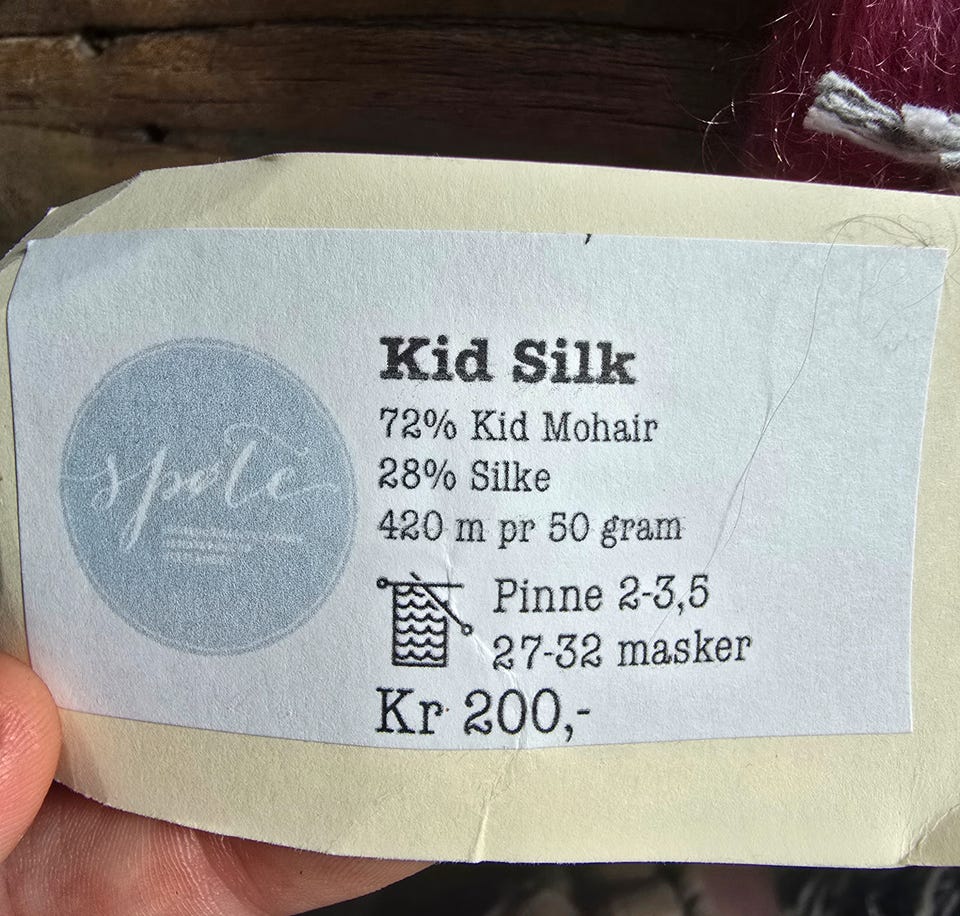 spole
Kid Silk
72% Kid Mohair
28% Silke
420 m pr 50 gram
Pinne 2-3,5
27-32 masker
Kr 200,-